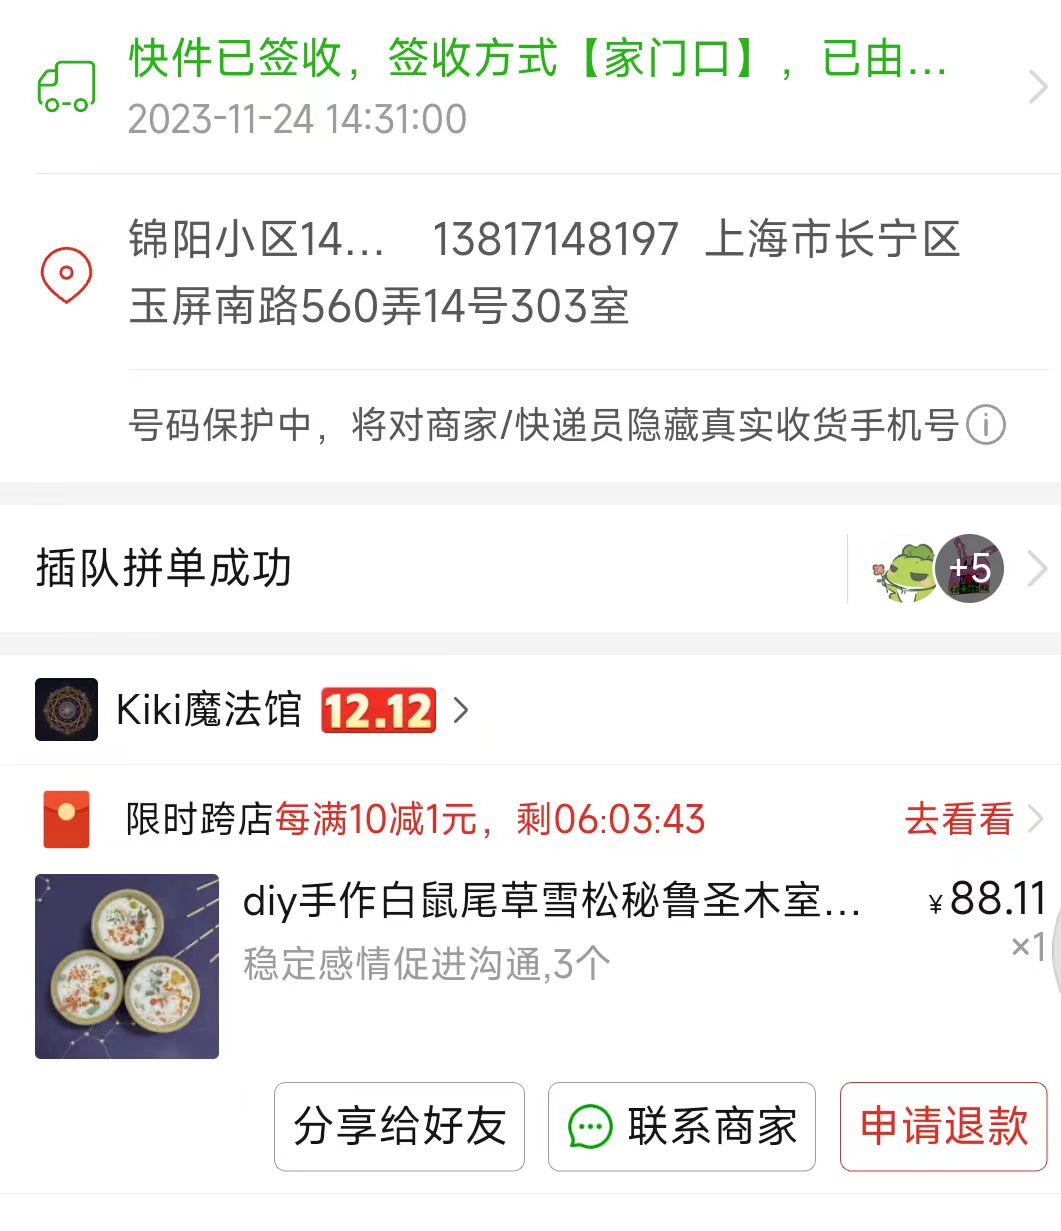 快件已签收，签收方式【家门口】，已由...
2023-11-24 14:31:00
锦阳小区14... 13817148197 上海市长宁区
玉屏南路560弄14号303室
号码保护中，将对商家/快递员隐藏真实收货手机号
插队拼单成功
+5
Kiki魔法馆 12.12
限时跨店每满10减1元，剩06:03:43 去看看
diy手作白鼠尾草雪松秘鲁圣木室... ¥88.11
稳定感情促进沟通,3个 ×1
分享给好友 联系商家 申请退款